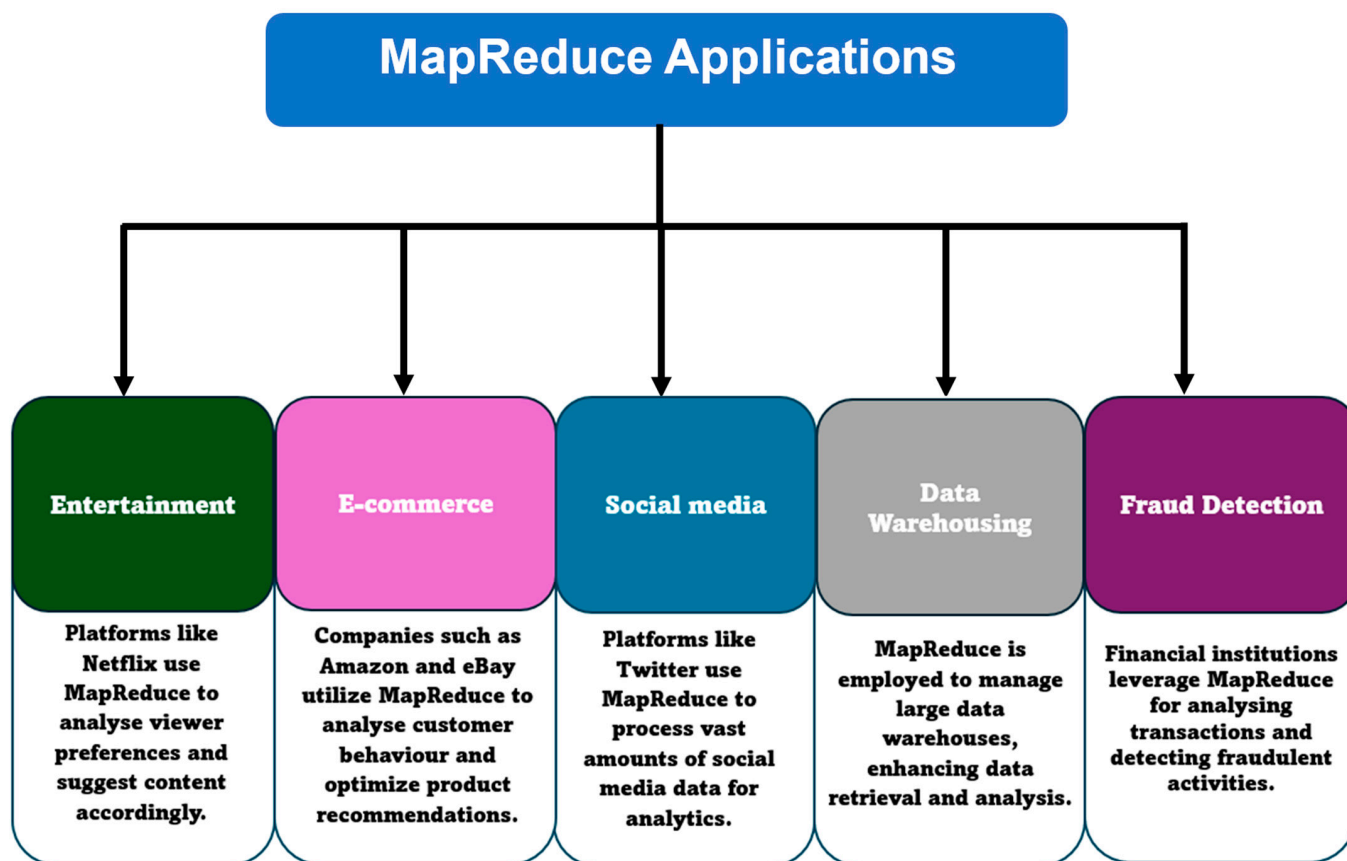 MapReduce Applications
Entertainment
Platforms like
Netflix use
MapReduce to
analyse viewer
preferences and
suggest content
accordingly.
E-commerce
Companies such as
Amazon and eBay
utilize MapReduce to
analyse customer
behaviour and
optimize product
recommendations.
Social media
Platforms like
Twitter use
MapReduce to
process vast
amounts of social
media data for
analytics.
Data
Warehousing
MapReduce is
employed to manage
large data
warehouses,
enhancing data
retrieval and analysis.
Fraud Detection
Financial institutions
leverage MapReduce
for analysing
transactions and
detecting fraudulent
activities.